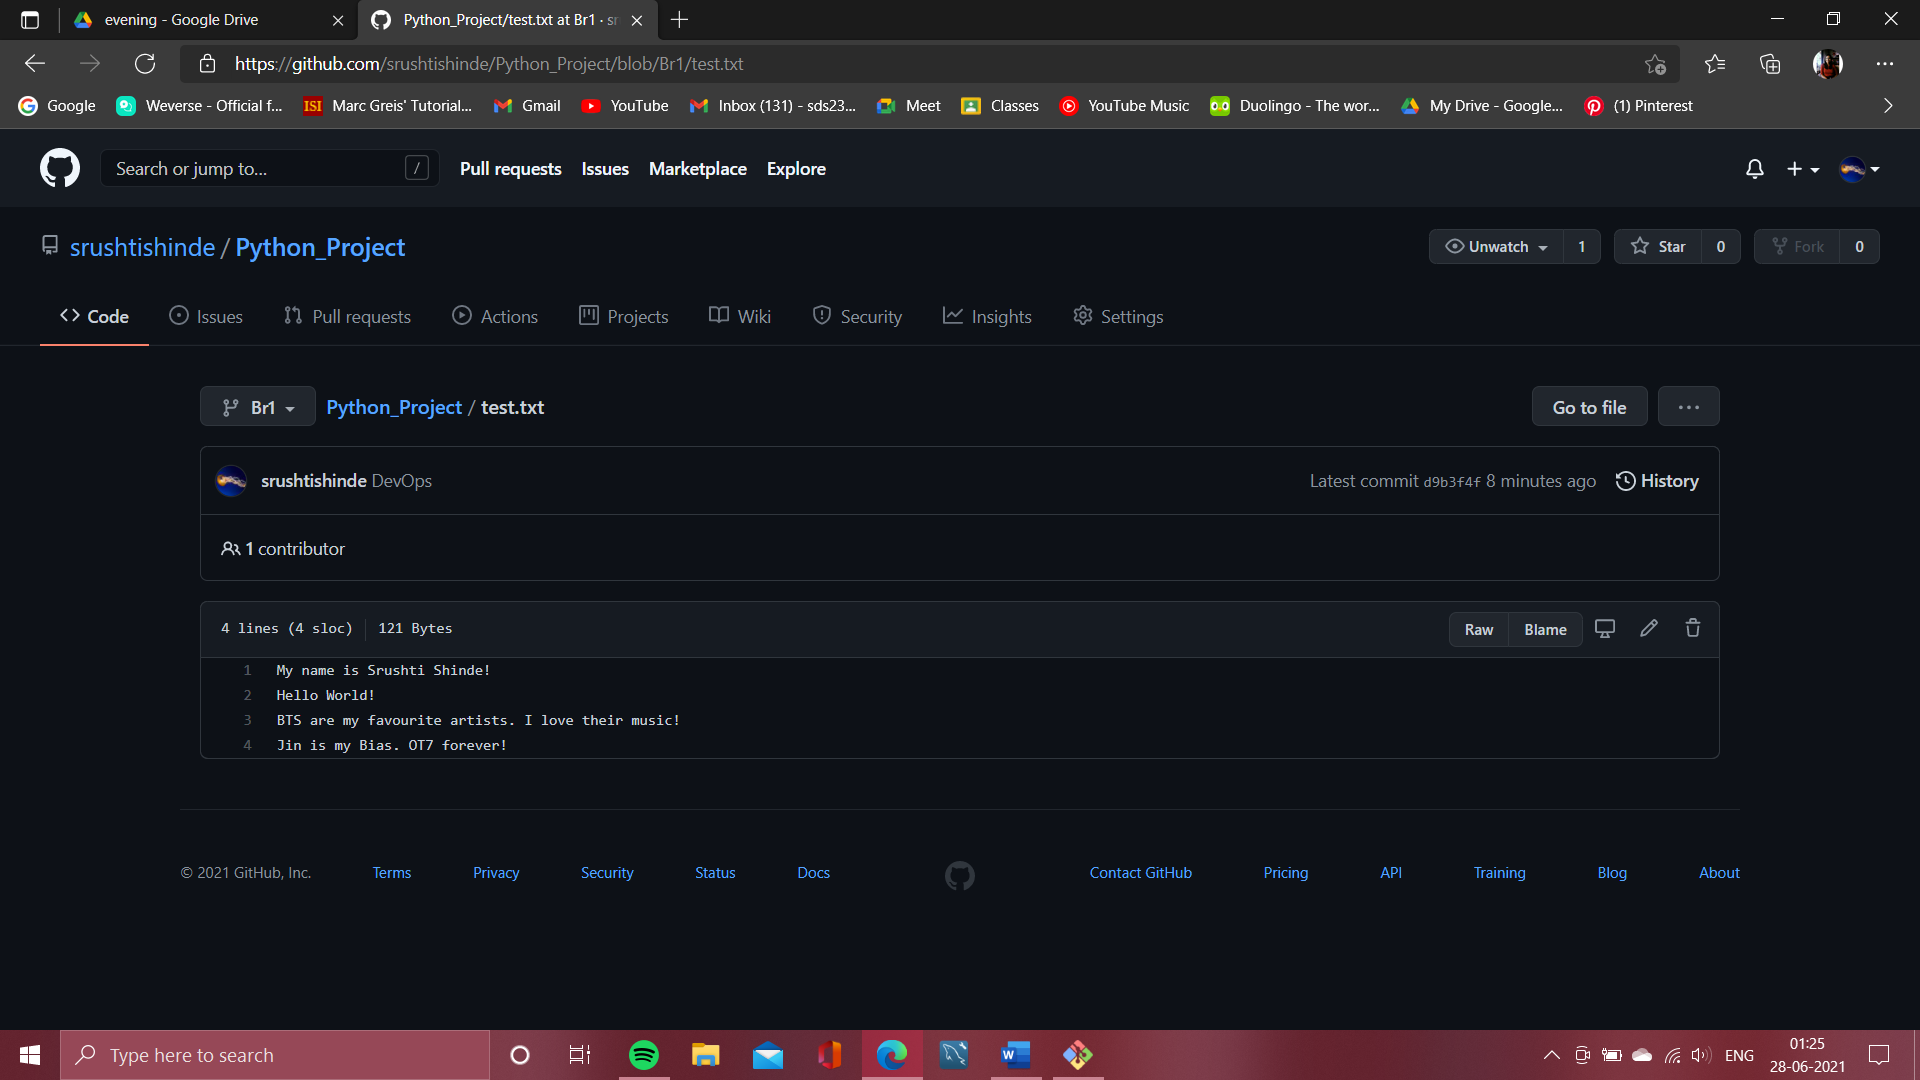 evening - Google Drive
Python_Project/test.txt at Br1 · sr
https://github.com/srushtishinde/Python_Project/blob/Br1/test.txt
Google Weverse - Official f... Marc Greis' Tutorial... Gmail YouTube Inbox (131) - sds23... Meet Classes YouTube Music Duolingo - The wor... My Drive - Google... (1) Pinterest
Search or jump to... / Pull requests Issues Marketplace Explore
srushtishinde / Python_Project
Unwatch 1 Star 0 Fork 0
Code Issues Pull requests Actions Projects Wiki Security Insights Settings
Br1 Python_Project / test.txt Go to file ...
srushtishinde DevOps Latest commit d9b3f4f 8 minutes ago History
1 contributor
4 lines (4 sloc) 121 Bytes Raw Blame
1 My name is Srushti Shinde!
2 Hello World!
3 BTS are my favourite artists. I love their music!
4 Jin is my Bias. OT7 forever!
© 2021 GitHub, Inc. Terms Privacy Security Status Docs Contact GitHub Pricing API Training Blog About
Type here to search ENG 01:25
28-06-2021